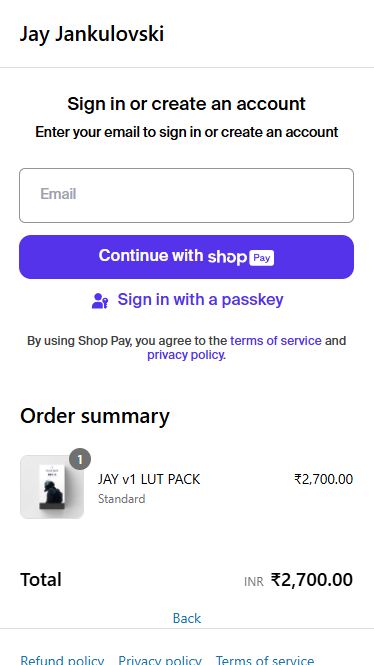 Jay Jankulovski
Sign in or create an account
Enter your email to sign in or create an account
Email
Continue with shop Pay
Sign in with a passkey
By using Shop Pay, you agree to the terms of service and
privacy policy.
Order summary
1
JAY v1 LUT PACK ₹2,700.00
Standard
Total INR ₹2,700.00
Back
Refund policy Privacy policy Terms of service